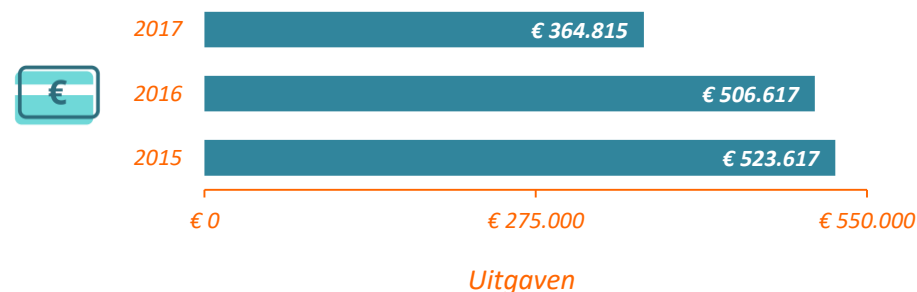 2017 € 364.815
€
2016 € 506.617
2015 € 523.617
€ 0 € 275.000 € 550.000
Uitgaven